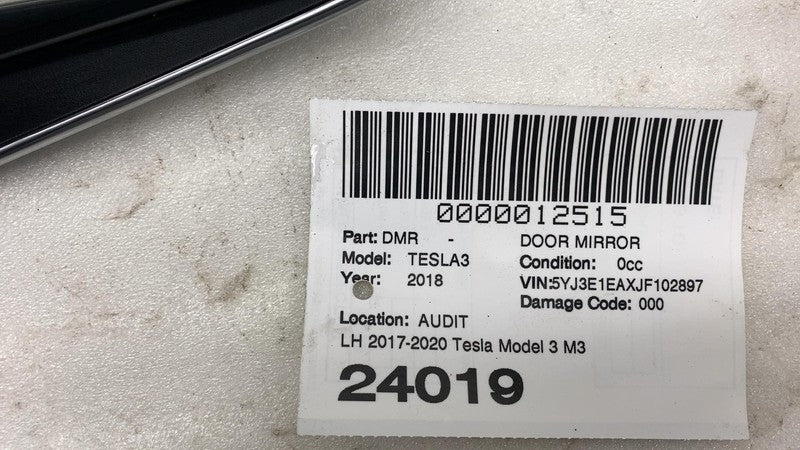 0000012515
Part: DMR - DOOR MIRROR
Model: TESLA3 Condition: 0cc
Year: 2018 VIN:5YJ3E1EAXJF102897
Damage Code: 000
Location: AUDIT
LH 2017-2020 Tesla Model 3 M3
24019